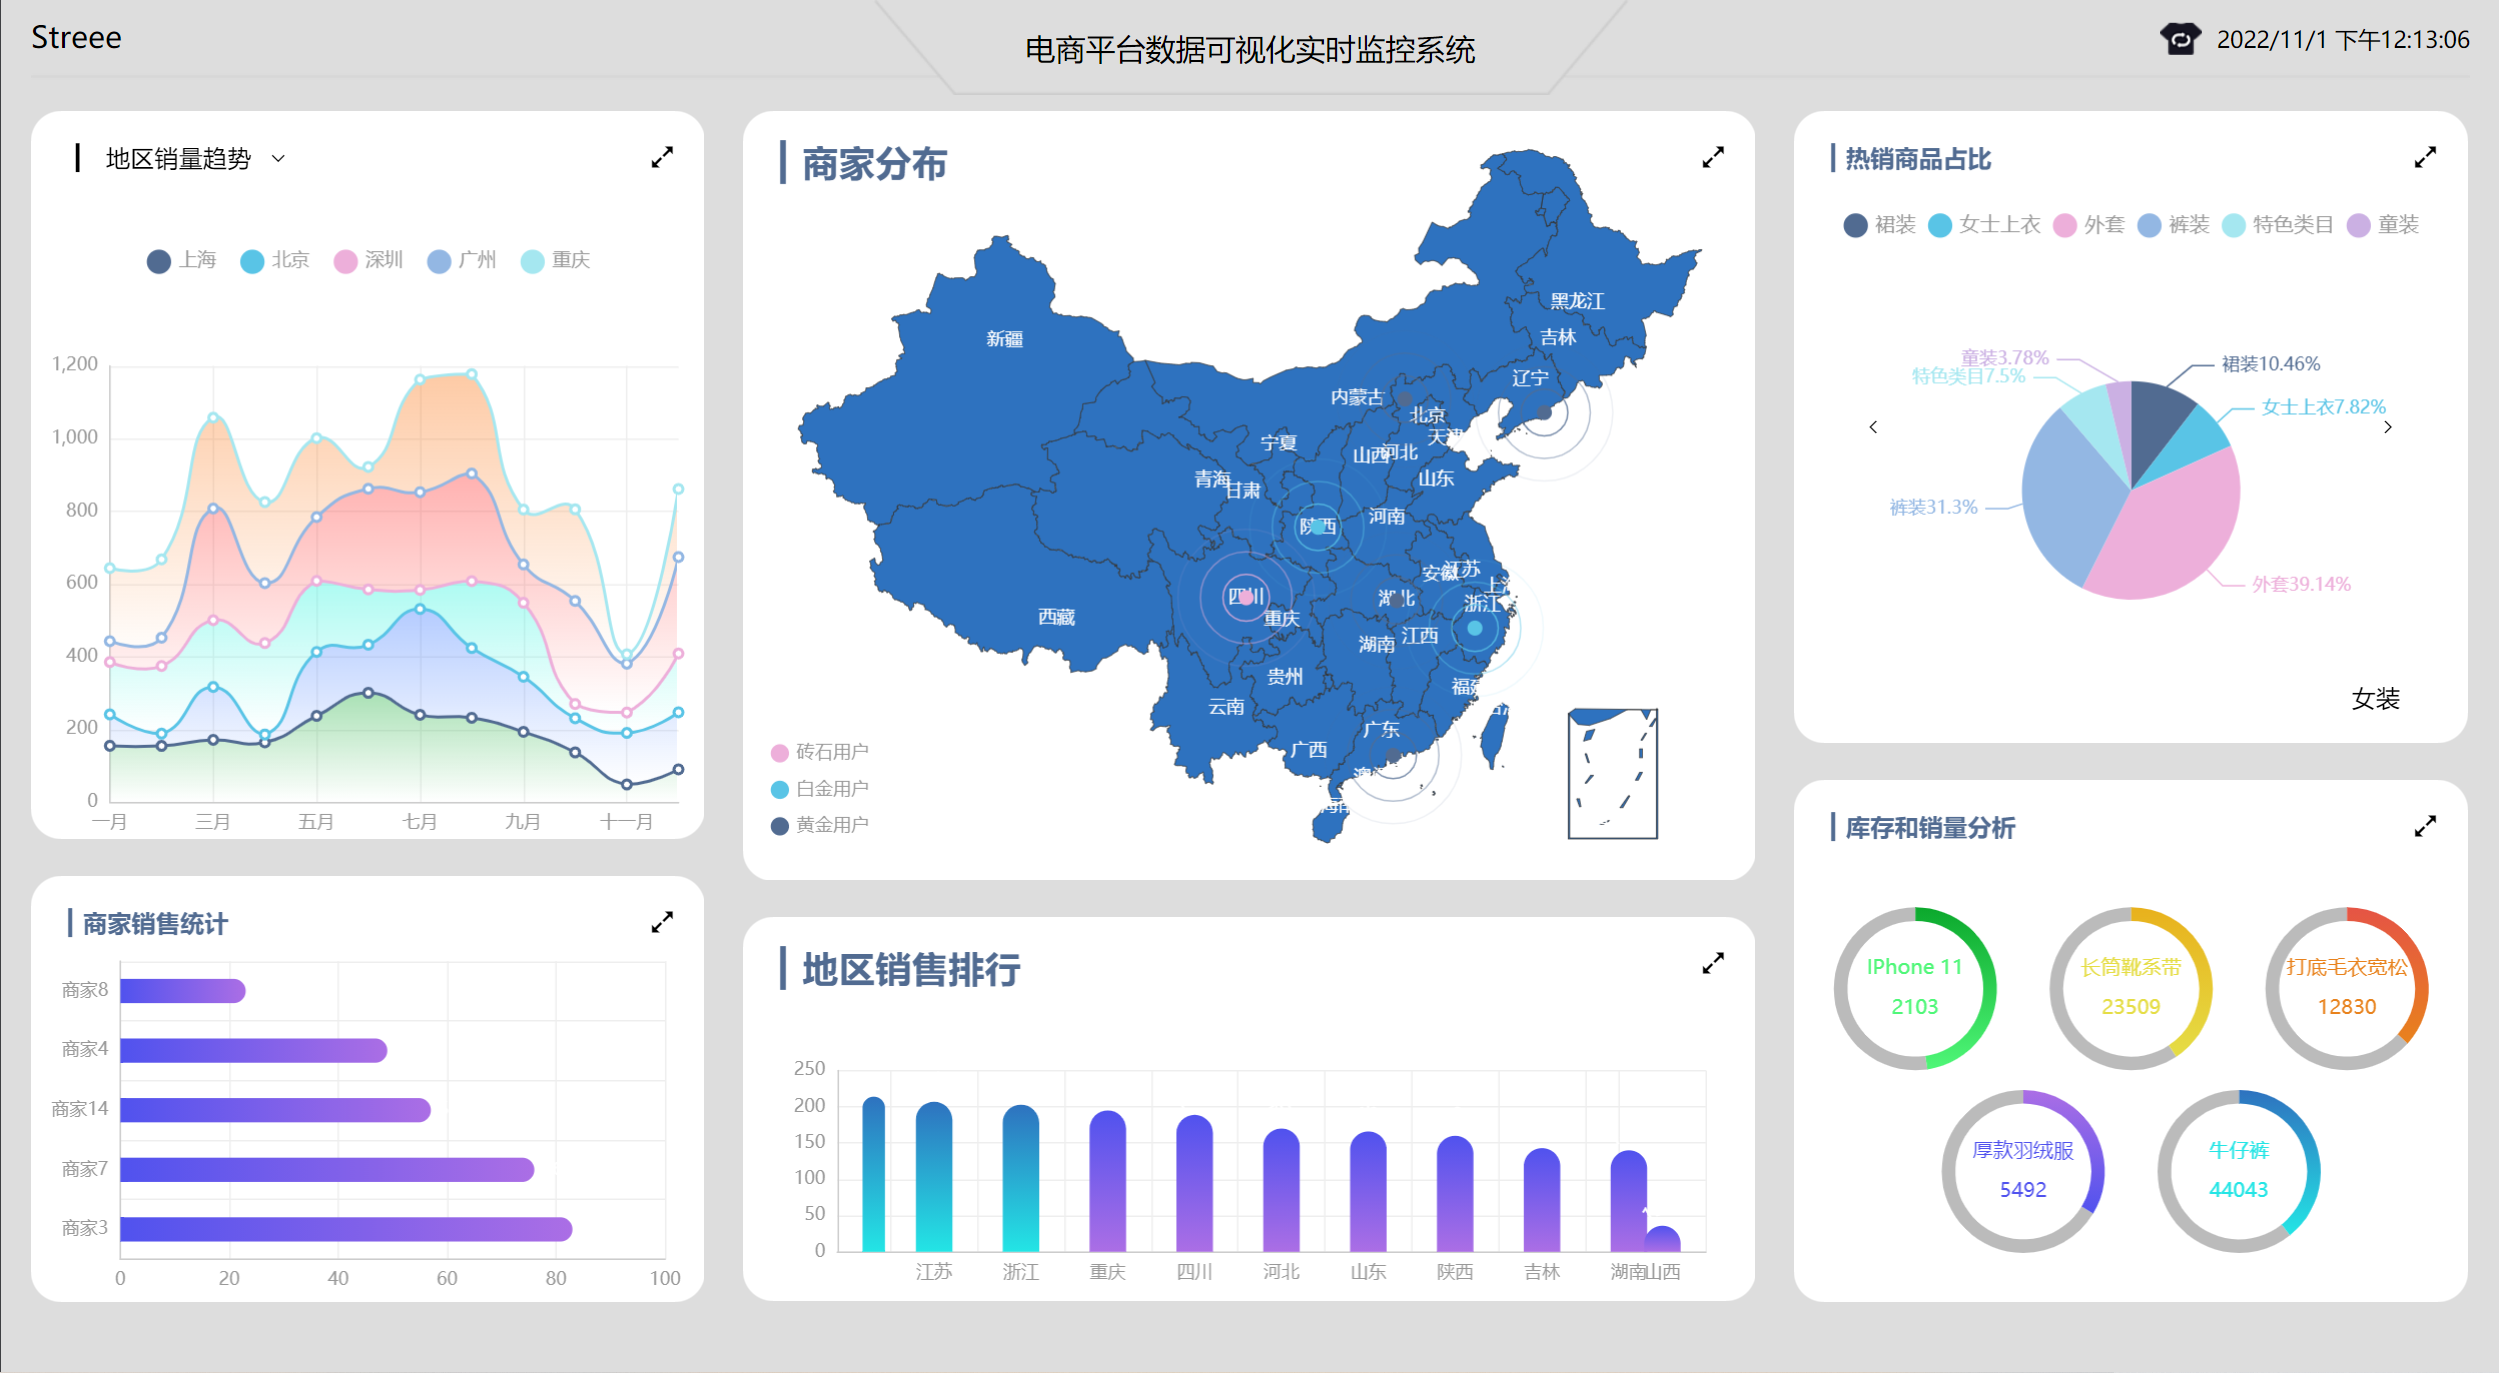 Streee
电商平台数据可视化实时监控系统
2022/11/1 下午12:13:06
地区销量趋势
上海 北京 深圳 广州 重庆
1,200
1,000
800
600
400
200
0
一月 三月 五月 七月 九月 十一月
商家销售统计
商家8
商家4
商家14
商家7
商家3
0 20 40 60 80 100
商家分布
黑龙江
吉林
新疆
辽宁
内蒙古
北京
天津
宁夏
山西
河北
青海
甘肃
山东
陕西
河南
安徽
江苏
上海
四川
湖北
浙江
西藏
重庆
湖南
江西
贵州
福建
云南
广东
广西
砖石用户
白金用户
黄金用户
地区销售排行
250
200
150
100
50
0
江苏 浙江 重庆 四川 河北 山东 陕西 吉林 湖南 山西
热销商品占比
裙装 女士上衣 外套 裤装 特色类目 童装
童装3.78%
裙装10.46%
特色类目7.5%
女士上衣7.82%
裤装31.3%
外套39.14%
女装
库存和销量分析
IPhone 11
2103
长筒靴系带
23509
打底毛衣宽松
12830
厚款羽绒服
5492
牛仔裤
44043